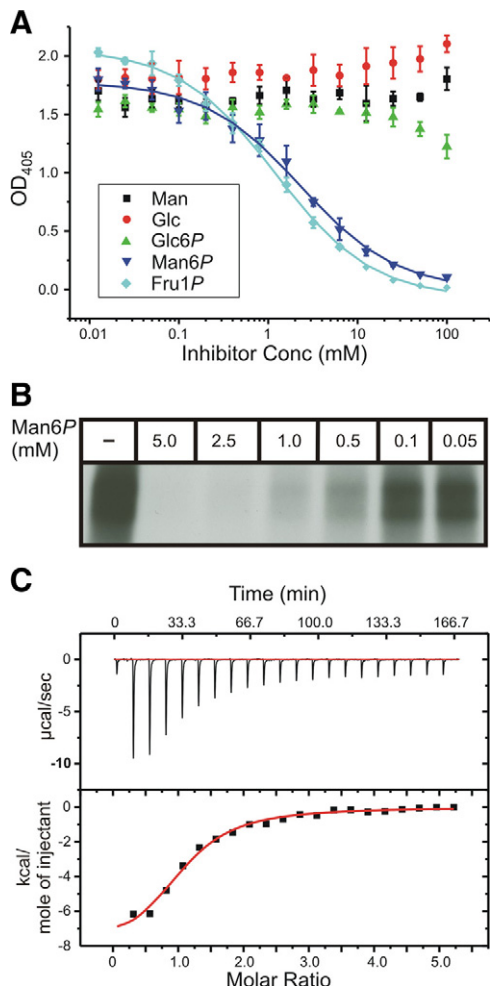 A
OD405
2.0
1.5
1.0
0.5
0.0
Man
Glc
Glc6P
Man6P
Fru1P
0.01 0.1 1 10 100
Inhibitor Conc (mM)
B
Man6P (mM)
– 5.0 2.5 1.0 0.5 0.1 0.05
C
Time (min)
0 33.3 66.7 100.0 133.3 166.7
µcal/sec
0
-5
-10
kcal/
mole of injectant
0
-2
-4
-6
-8
0.0 1.0 2.0 3.0 4.0 5.0
Molar Ratio